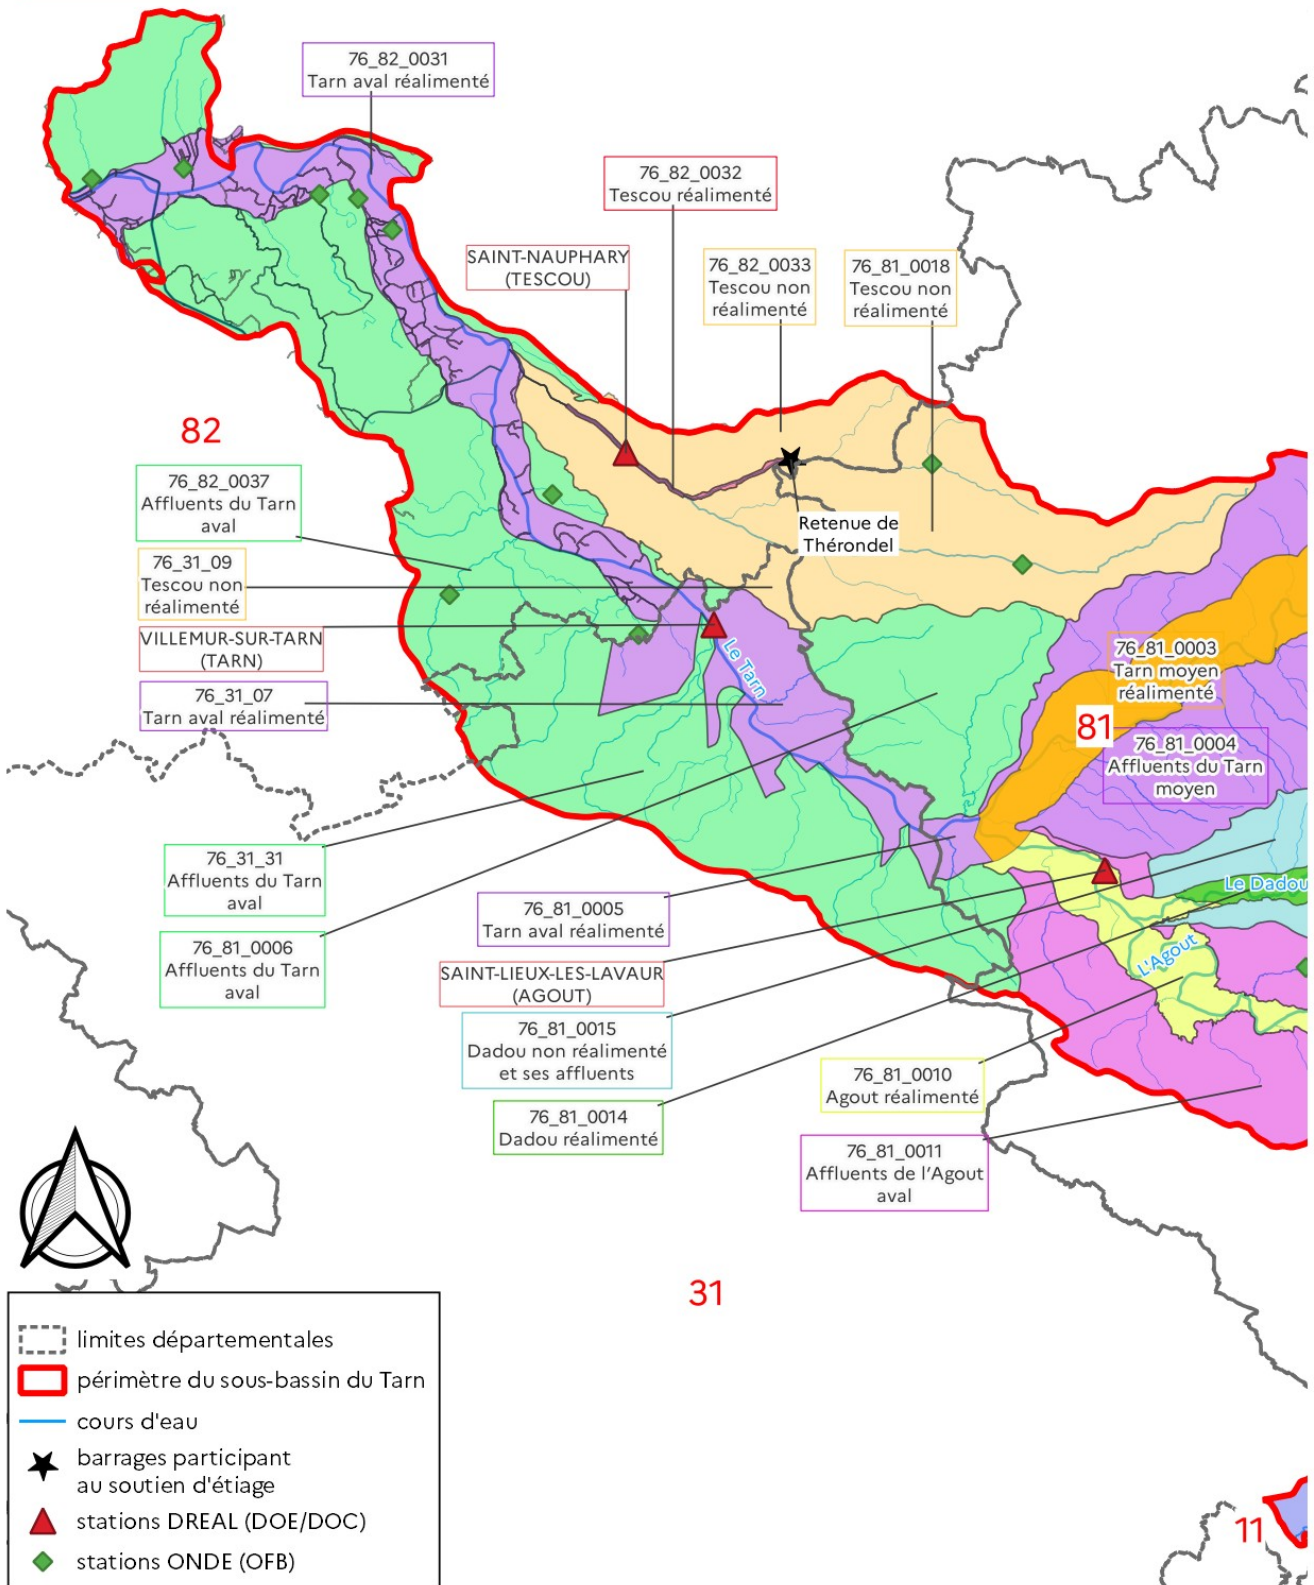 76_82_0031
Tarn aval réalimenté
76_82_0032
Tescou réalimenté
SAINT-NAUPHARY
(TESCOU)
76_82_0033
Tescou non
réalimenté
76_81_0018
Tescou non
réalimenté
82
76_82_0037
Affluents du Tarn
aval
Retenue de
Thérondel
76_31_09
Tescou non
réalimenté
VILLEMUR-SUR-TARN
(TARN)
Le Tarn
76_31_07
Tarn aval réalimenté
76_81_0003
Tarn moyen
réalimenté
81
76_81_0004
Affluents du Tarn
moyen
76_31_31
Affluents du Tarn
aval
76_81_0005
Tarn aval réalimenté
Le Dadou
76_81_0006
Affluents du Tarn
aval
L'Agout
SAINT-LIEUX-LES-LAVAUR
(AGOUT)
76_81_0015
Dadou non réalimenté
et ses affluents
76_81_0010
Agout réalimenté
76_81_0014
Dadou réalimenté
76_81_0011
Affluents de l'Agout
aval
31
limites départementales
périmètre du sous-bassin du Tarn
cours d'eau
barrages participant
au soutien d'étiage
stations DREAL (DOE/DOC)
stations ONDE (OFB)
11